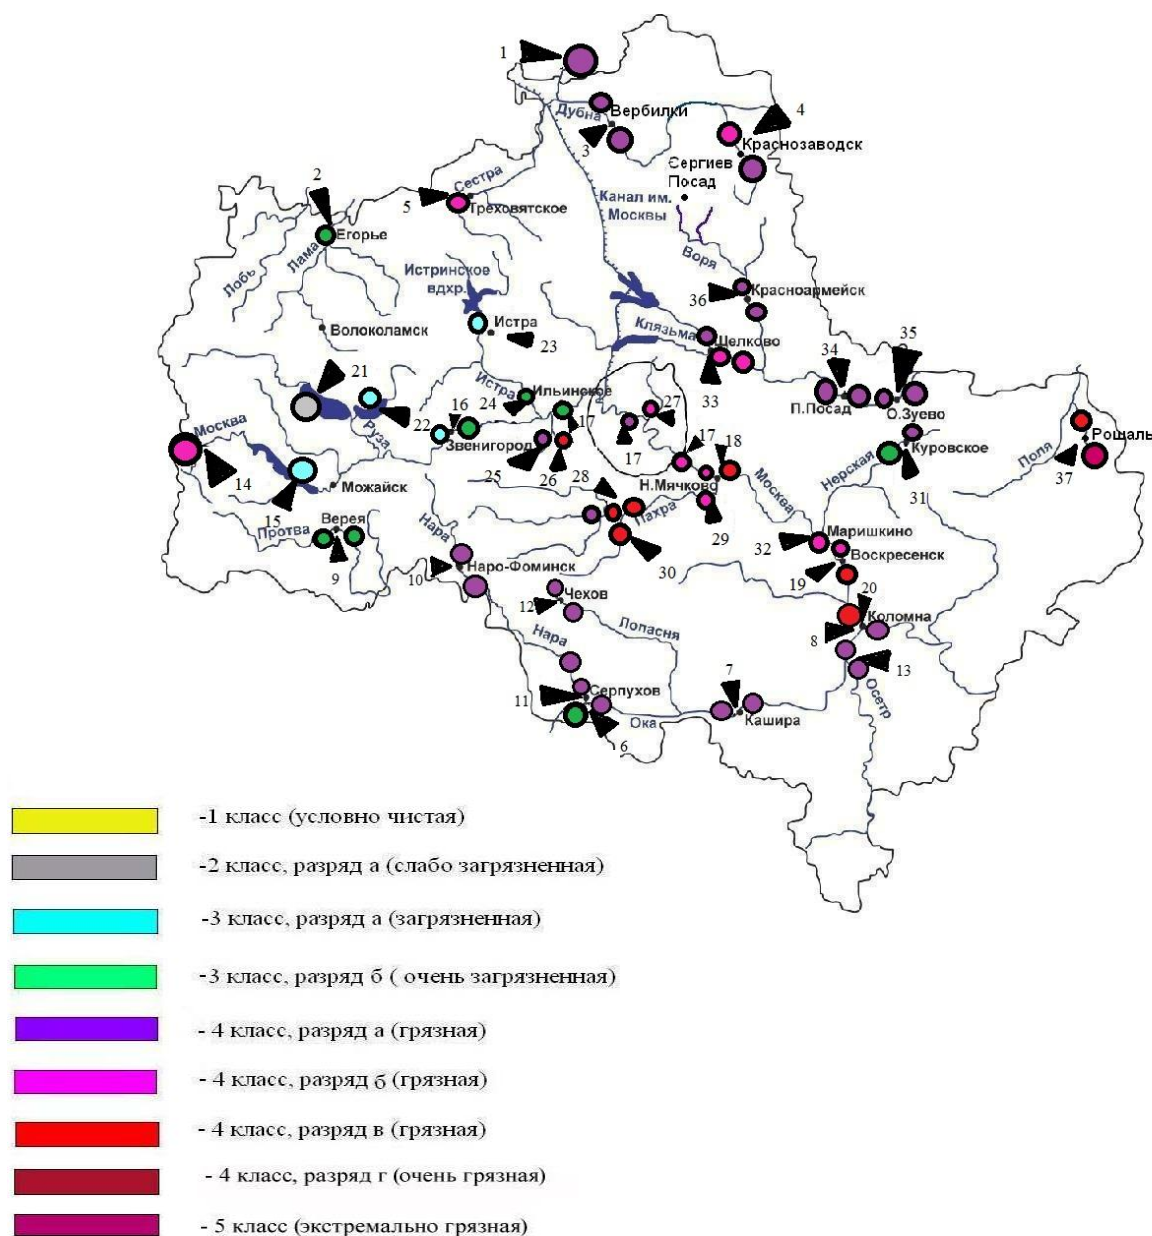 1
4
Дубна
Вербилки
3
Краснозаводск
Сергиев
Посад
2
5
Сестра
Треховятское
Канал им.
Москвы
Егорье
Лобь
Лама
Воря
Истринское
вдхр.
36
Красноармейск
Волоколамск
Истра
23
Клязьма
Щелково
35
34
33
21
22
Руза
Истра
24
Ильинское
27
17
17
П.Посад
О.Зуево
Москва
14
16
Звенигород
25
26
28
17
18
Н.Мячково
Москва
Нерская
Куровское
31
Поля
Рошаль
37
15
Можайск
Протва
Верея
9
Нара
10
Наро-Фоминск
Пахра
29
30
32
Маришкино
Воскресенск
19
20
12
Чехов
Лопасня
Нара
8
Коломна
13
Осетр
11
Серпухов
6
Ока
7
Кашира
-1 класс (условно чистая)
-2 класс, разряд а (слабо загрязненная)
-3 класс, разряд а (загрязненная)
-3 класс, разряд б ( очень загрязненная)
- 4 класс, разряд а (грязная)
- 4 класс, разряд б (грязная)
- 4 класс, разряд в (грязная)
- 4 класс, разряд г (очень грязная)
- 5 класс (экстремально грязная)